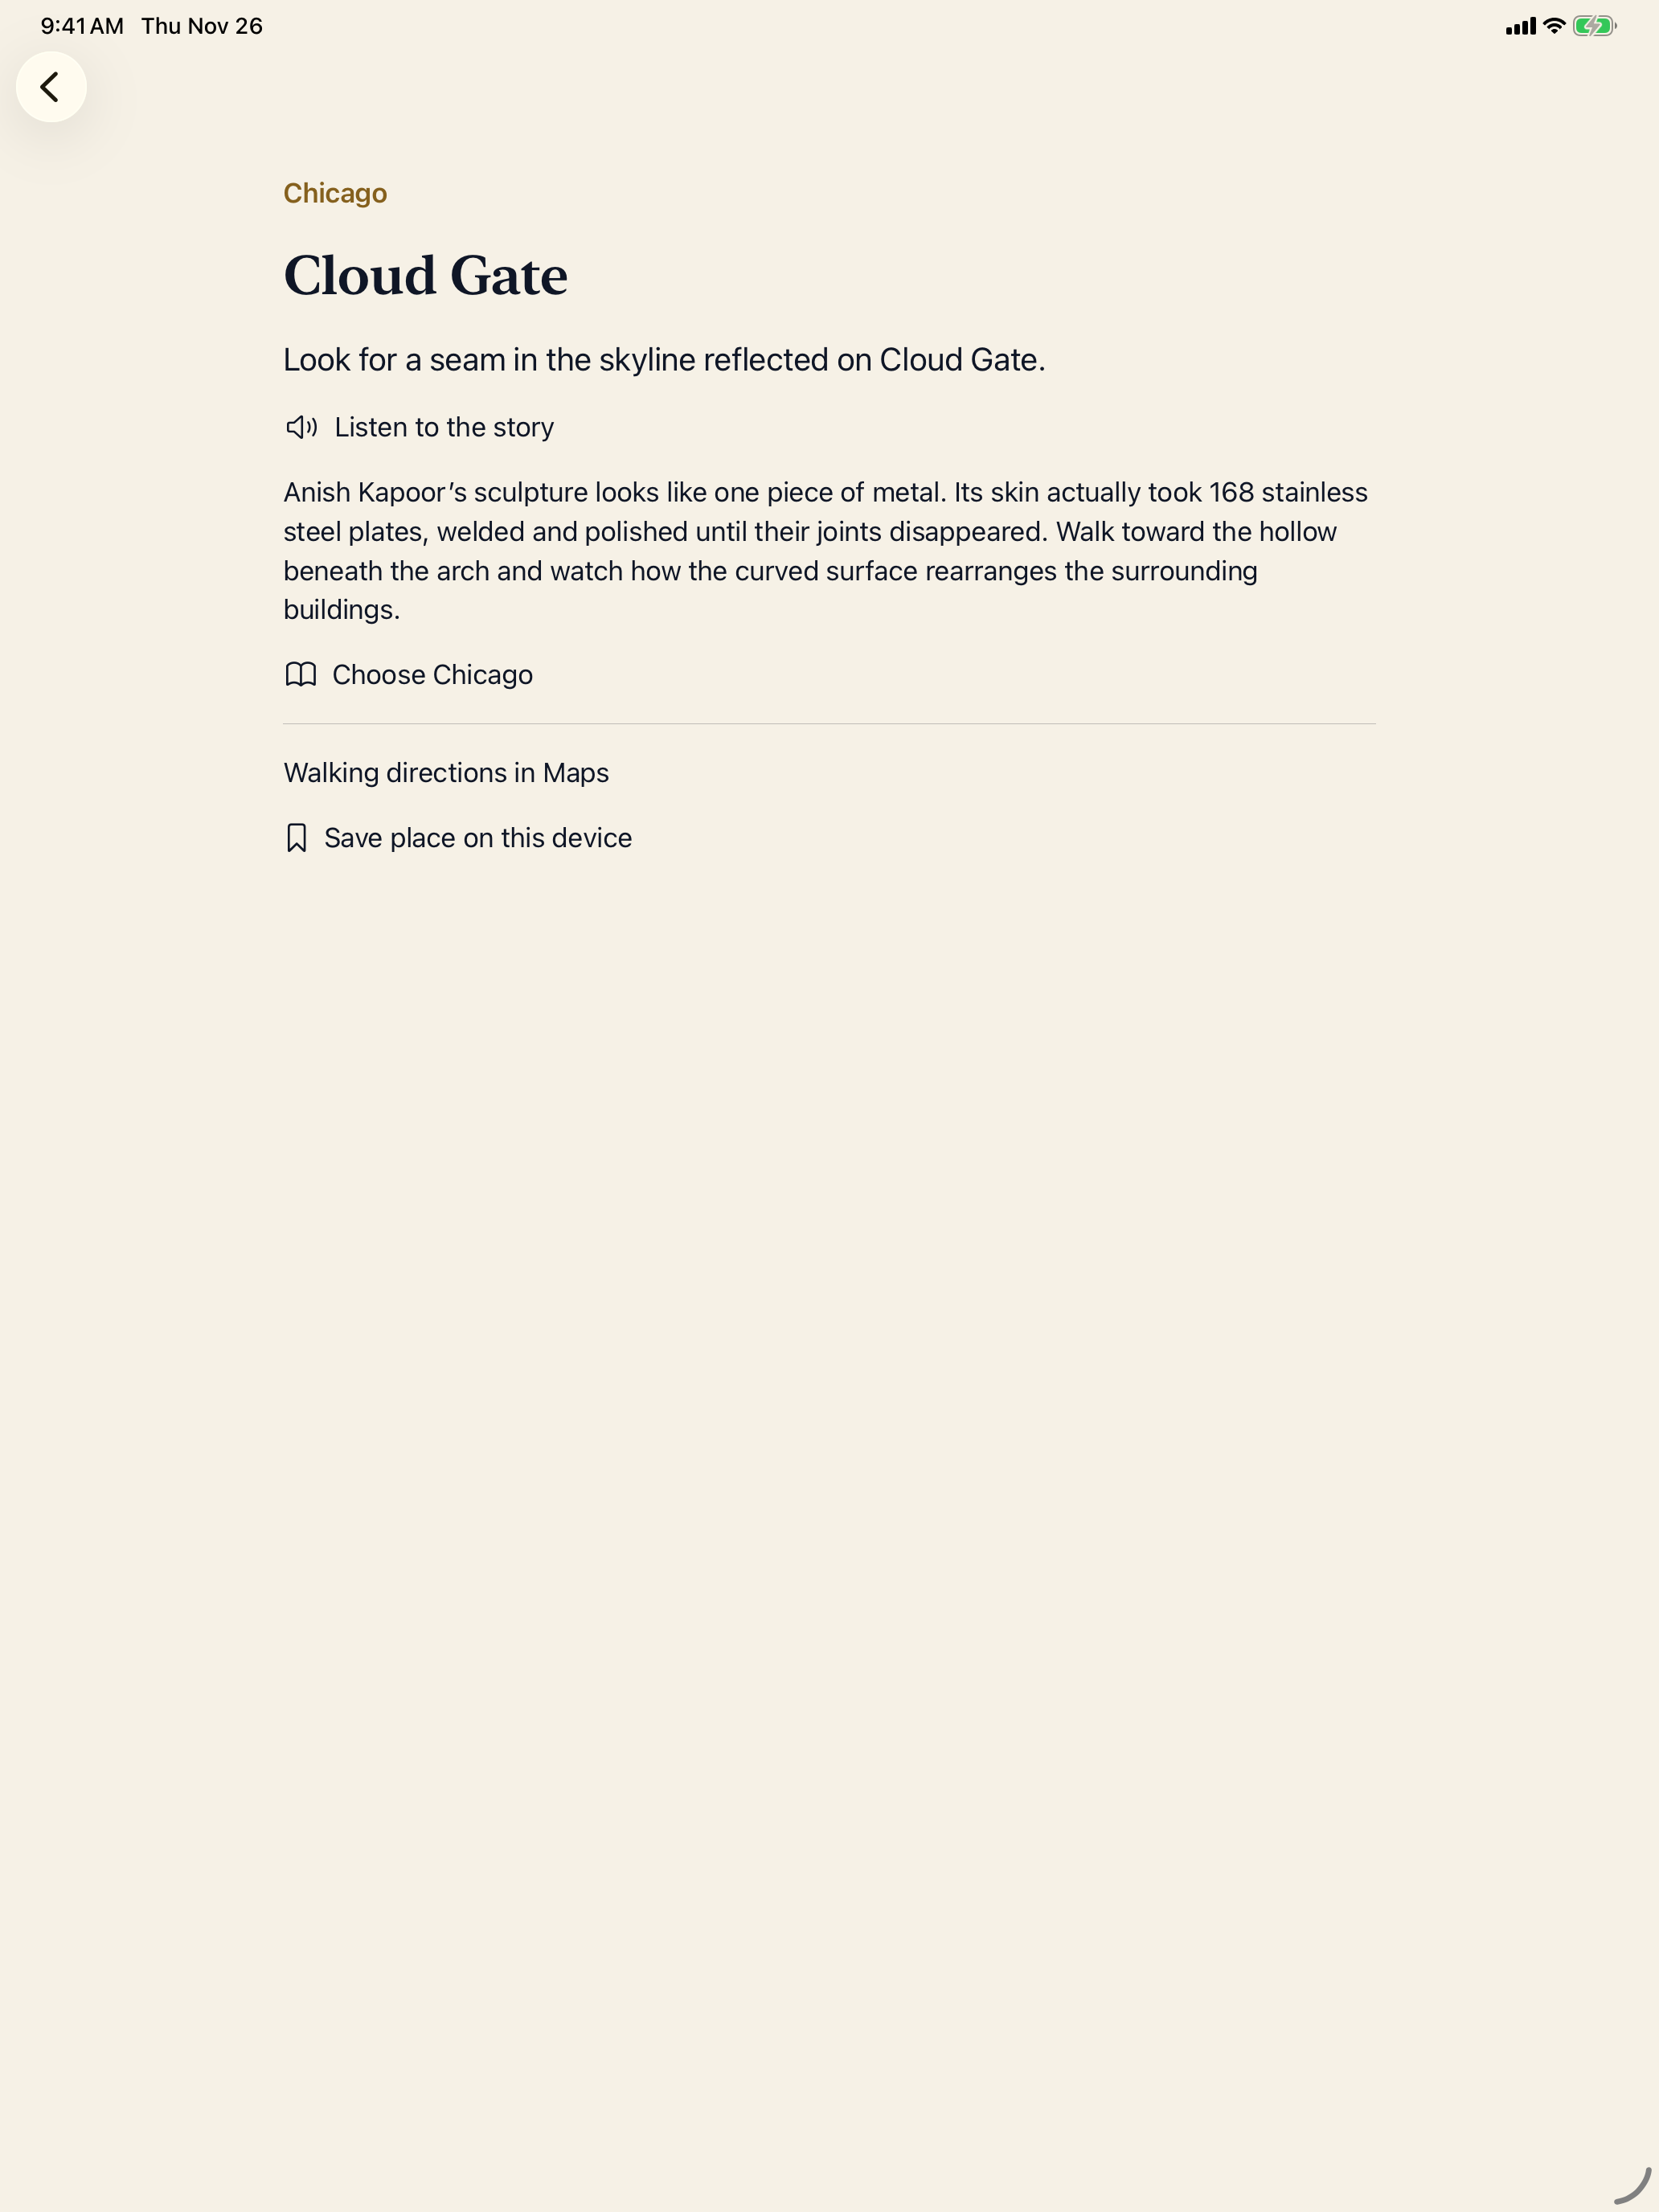 9:41 AM Thu Nov 26
Chicago
Cloud Gate
Look for a seam in the skyline reflected on Cloud Gate.
Listen to the story
Anish Kapoor’s sculpture looks like one piece of metal. Its skin actually took 168 stainless
steel plates, welded and polished until their joints disappeared. Walk toward the hollow
beneath the arch and watch how the curved surface rearranges the surrounding
buildings.
Choose Chicago
Walking directions in Maps
Save place on this device